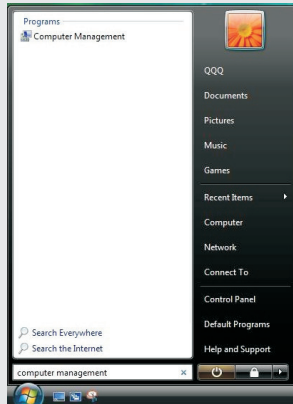 Programs
Computer Management
Search Everywhere
Search the Internet
computer management
QQQ
Documents
Pictures
Music
Games
Recent Items
Computer
Network
Connect To
Control Panel
Default Programs
Help and Support